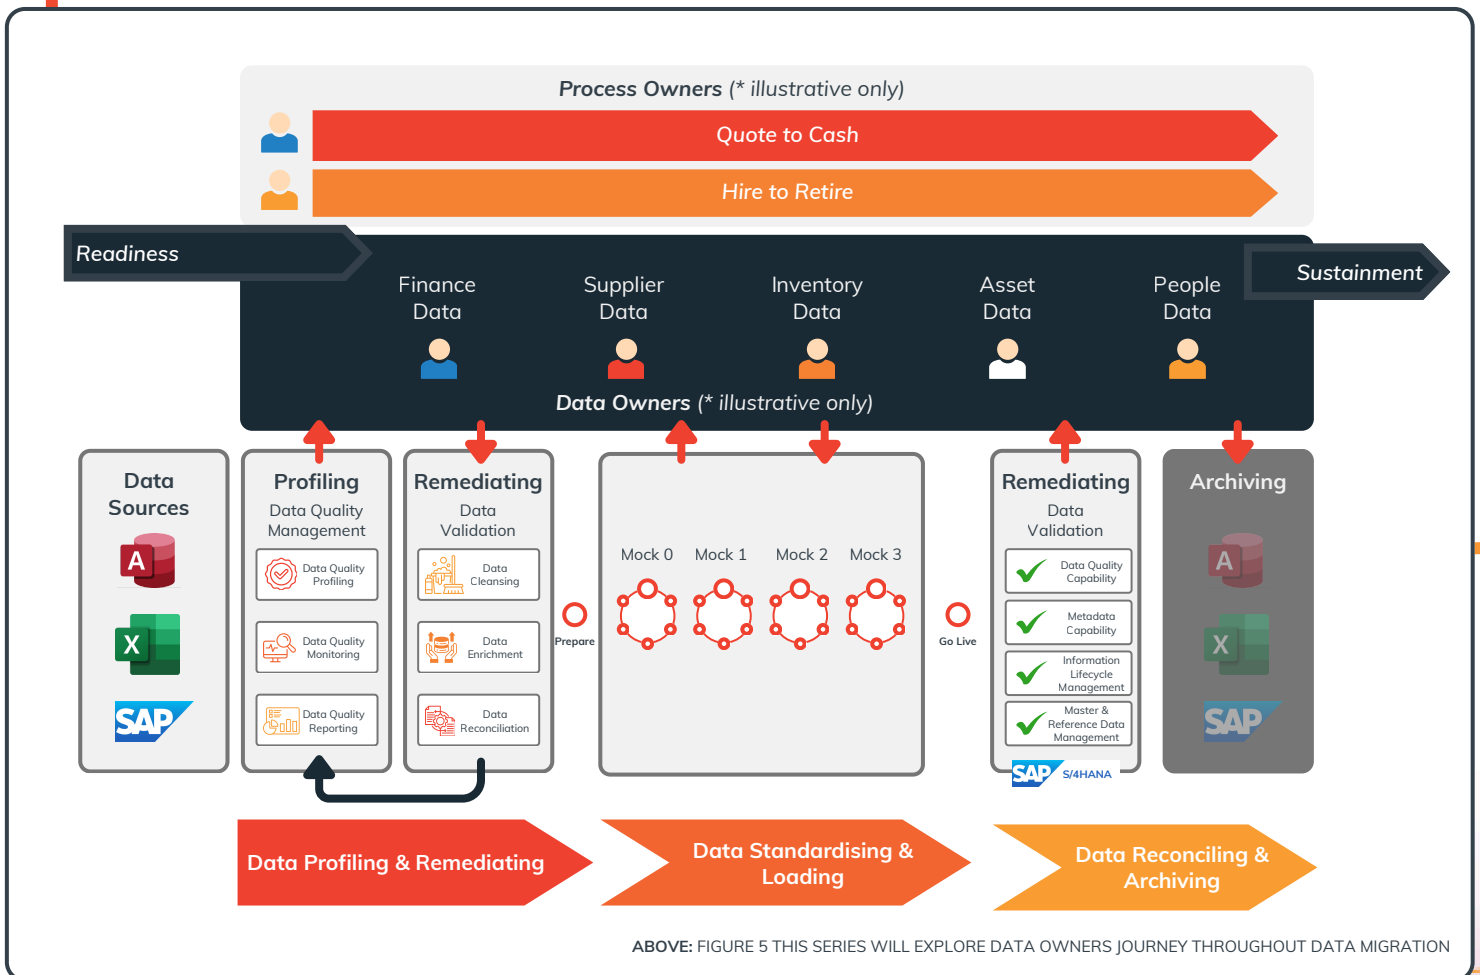 Process Owners (* illustrative only)
Quote to Cash
Hire to Retire
Readiness
Sustainment
Finance
Data
Supplier
Data
Inventory
Data
Asset
Data
People
Data
Data Owners (* illustrative only)
Data
Sources
A
X
SAP
Profiling
Data Quality
Management
Data Quality
Profiling
Data Quality
Monitoring
Data Quality
Reporting
Remediating
Data
Validation
Data
Cleansing
Data
Enrichment
Data
Reconciliation
Prepare
Mock 0
Mock 1
Mock 2
Mock 3
Go Live
Remediating
Data
Validation
Data Quality
Capability
Metadata
Capability
Information
Lifecycle
Management
Master &
Reference Data
Management
SAP S/4HANA
Archiving
A
X
SAP
Data Profiling & Remediating
Data Standardising &
Loading
Data Reconciling &
Archiving
ABOVE: FIGURE 5 THIS SERIES WILL EXPLORE DATA OWNERS JOURNEY THROUGHOUT DATA MIGRATION